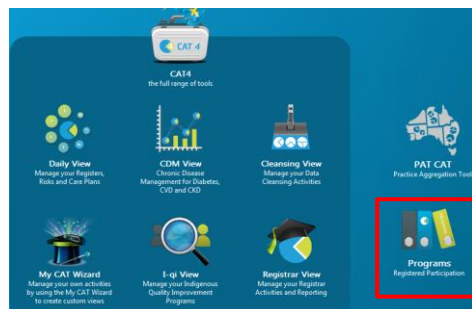 CAT 4
CAT4
the full range of tools
Daily View
Manage your Registers,
Risks and Care Plans
CDM View
Chronic Disease
Management for Diabetes,
CVD and CKD
Cleansing View
Manage your Data
Cleansing Activities
PAT CAT
Practice Aggregation Tool
My CAT Wizard
Manage your own activities
by using the My CAT Wizard
to create custom views
I-qi View
Manage your Indigenous
Quality Improvement
Programs
Registrar View
Manage your Registrar
Activities and Reporting
Programs
Registered Participation